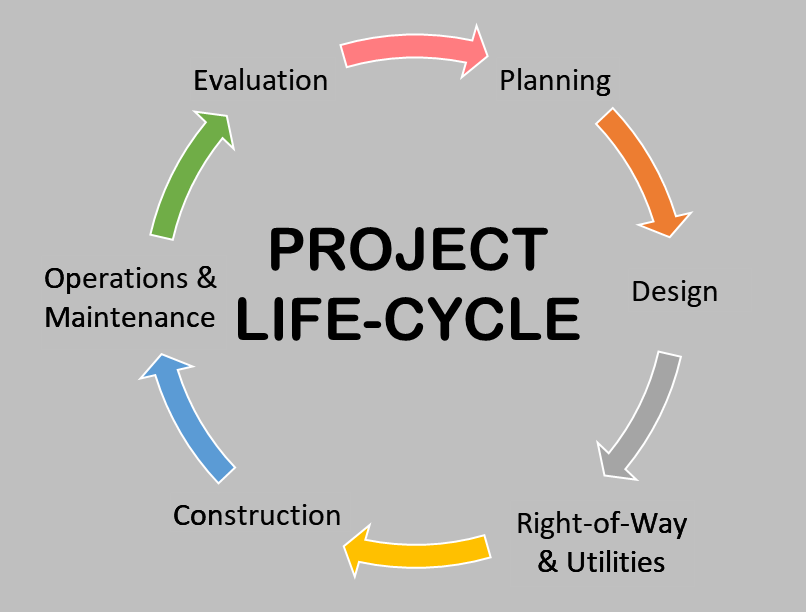 Evaluation
Planning
PROJECT
LIFE-CYCLE
Operations &
Maintenance
Design
Construction
Right-of-Way
& Utilities